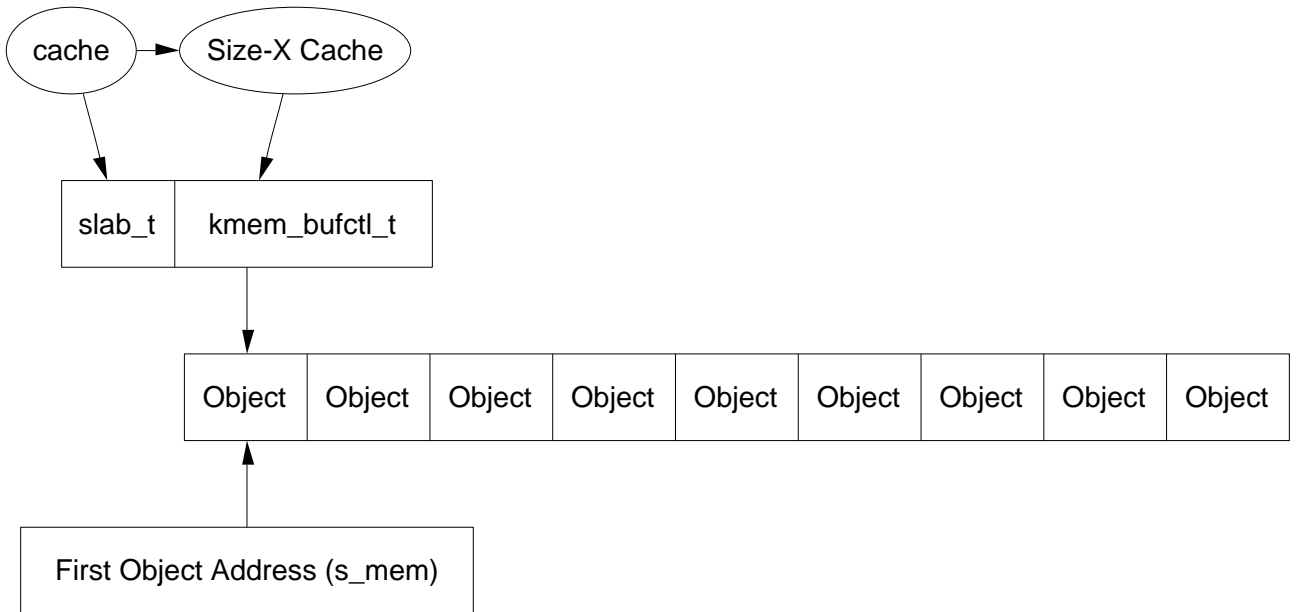 cache
Size-X Cache
slab_t
kmem_bufctl_t
Object Object Object Object Object Object Object Object Object
First Object Address (s_mem)